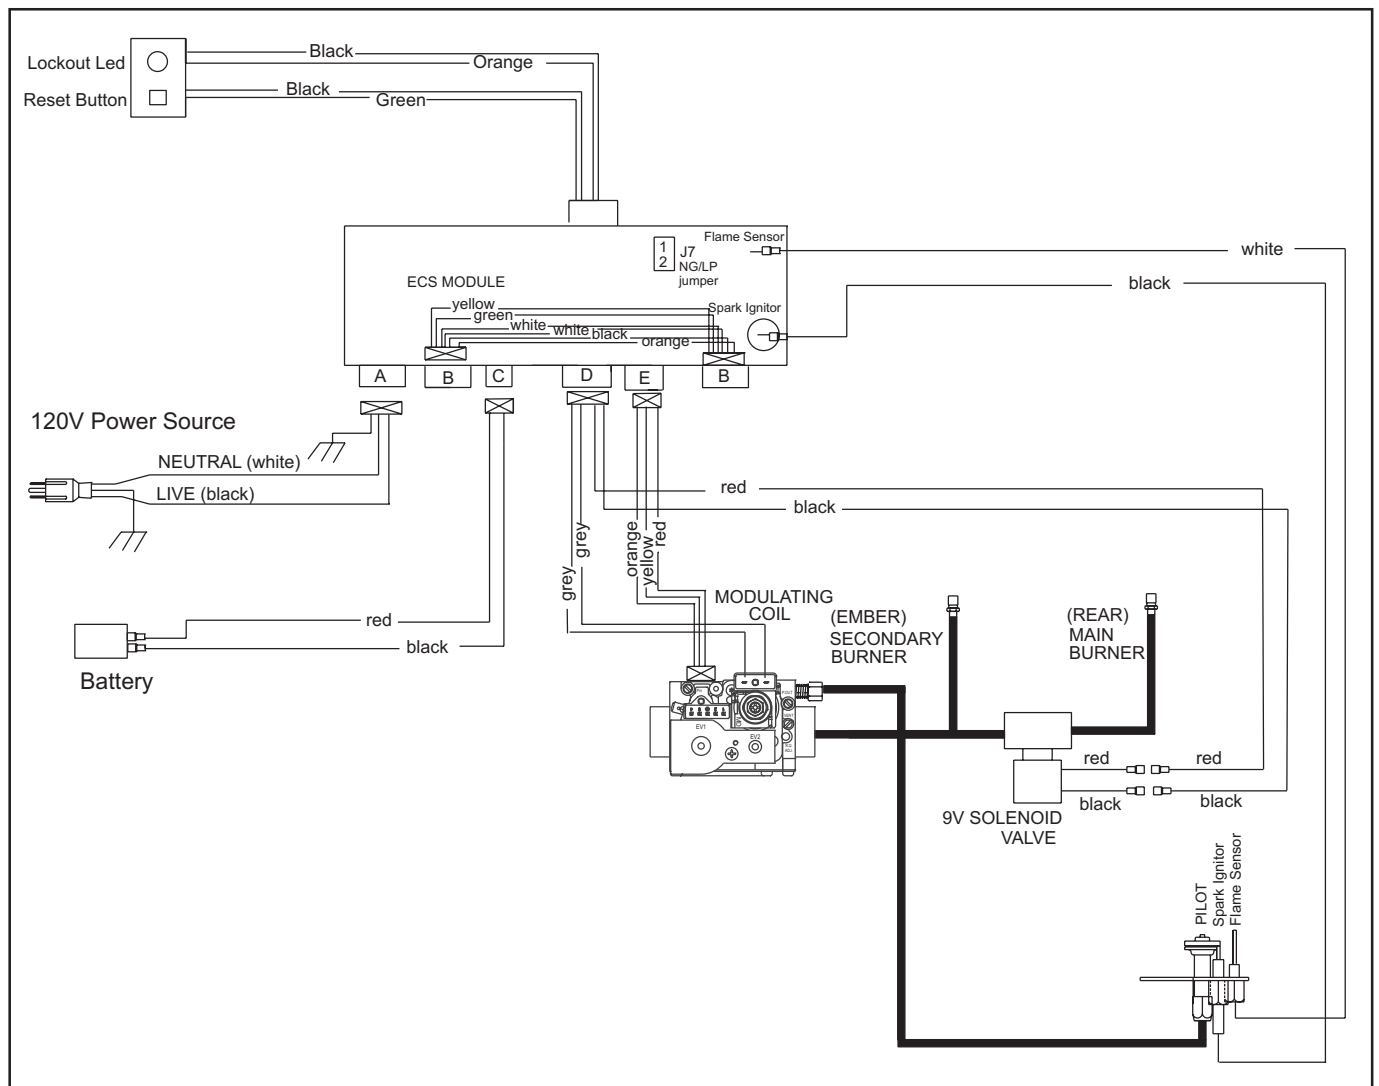 Lockout Led
Reset Button
Black
Orange
Black
Green
1
2
J7
NG/LP
jumper
Flame Sensor
white
black
ECS MODULE
Spark Ignitor
yellow
green
white
white
black
orange
A
B
C
D
E
B
120V Power Source
NEUTRAL (white)
LIVE (black)
red
black
grey
grey
orange
yellow
red
red
black
Battery
MODULATING
COIL
(EMBER)
SECONDARY
BURNER
(REAR)
MAIN
BURNER
EV1
EV2
red
red
black
black
9V SOLENOID
VALVE
PILOT
Spark Ignitor
Flame Sensor